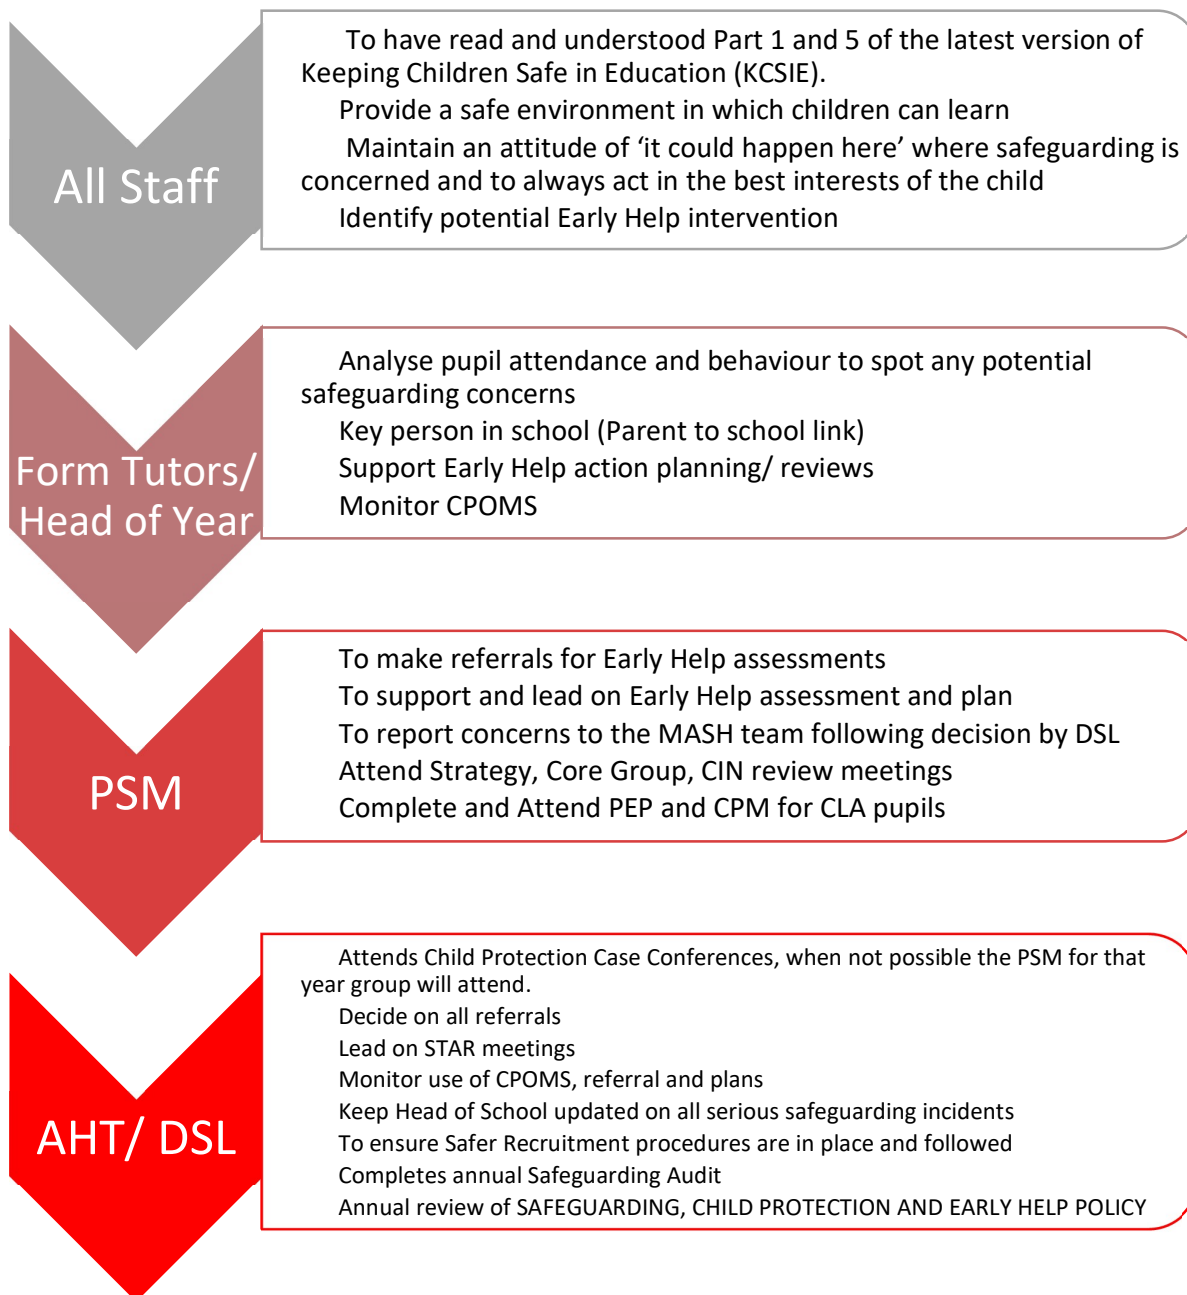 All Staff
To have read and understood Part 1 and 5 of the latest version of
Keeping Children Safe in Education (KCSIE).
Provide a safe environment in which children can learn
Maintain an attitude of ‘it could happen here’ where safeguarding is
concerned and to always act in the best interests of the child
Identify potential Early Help intervention
Form Tutors/
Head of Year
Analyse pupil attendance and behaviour to spot any potential
safeguarding concerns
Key person in school (Parent to school link)
Support Early Help action planning/ reviews
Monitor CPOMS
PSM
To make referrals for Early Help assessments
To support and lead on Early Help assessment and plan
To report concerns to the MASH team following decision by DSL
Attend Strategy, Core Group, CIN review meetings
Complete and Attend PEP and CPM for CLA pupils
AHT/ DSL
Attends Child Protection Case Conferences, when not possible the PSM for that
year group will attend.
Decide on all referrals
Lead on STAR meetings
Monitor use of CPOMS, referral and plans
Keep Head of School updated on all serious safeguarding incidents
To ensure Safer Recruitment procedures are in place and followed
Completes annual Safeguarding Audit
Annual review of SAFEGUARDING, CHILD PROTECTION AND EARLY HELP POLICY